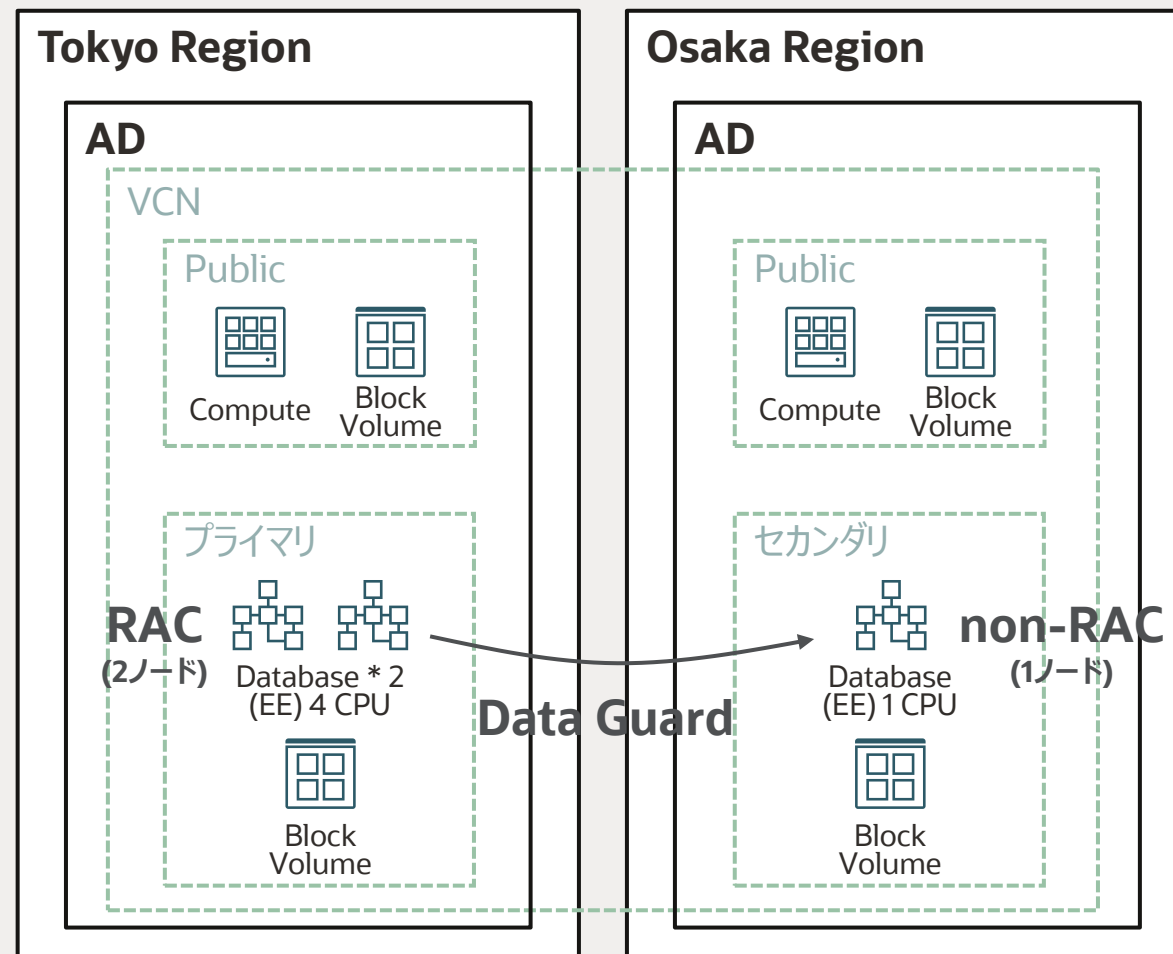 Tokyo Region
AD
VCN
Public
Compute
Block
Volume
プライマリ
RAC
(2ノード)
Database * 2
(EE) 4 CPU
Block
Volume
Data Guard
Osaka Region
AD
Public
Compute
Block
Volume
セカンダリ
non-RAC
(1ノード)
Database
(EE) 1 CPU
Block
Volume